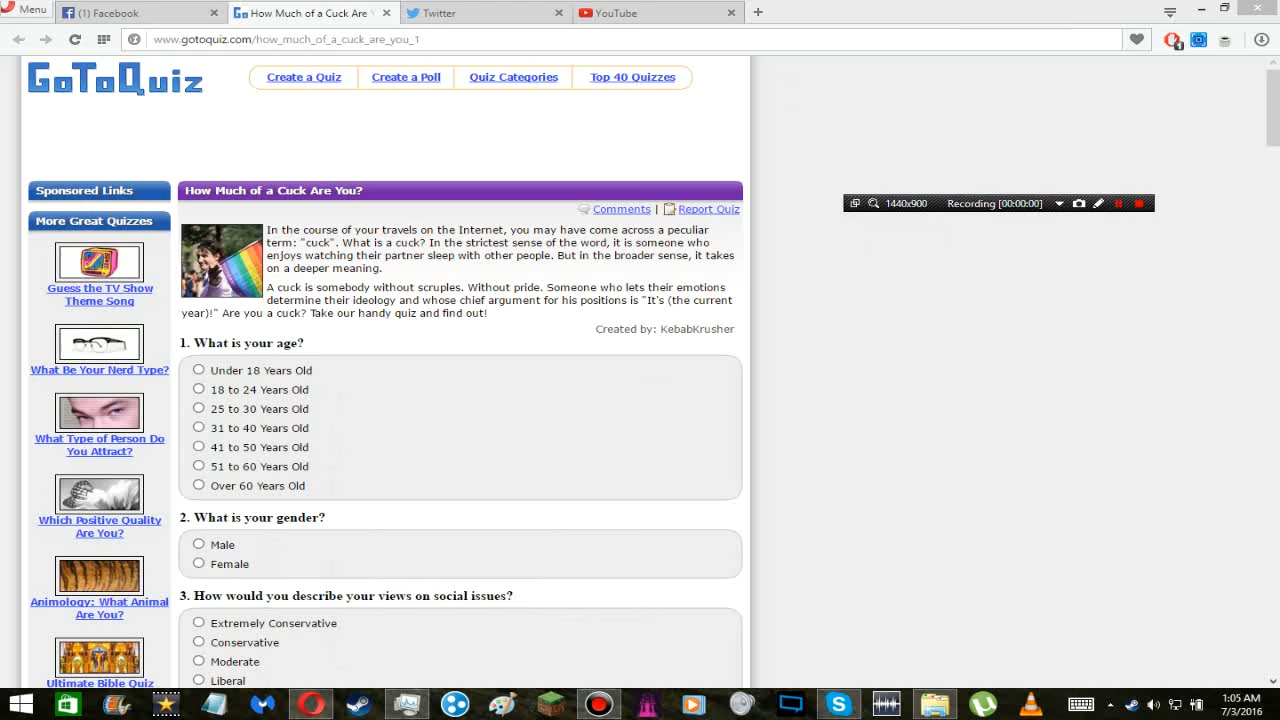 Menu
(1) Facebook
How Much of a Cuck Are Y
Twitter
YouTube
www.gotoquiz.com/how_much_of_a_cuck_are_you_1
GoToQuiz
Create a Quiz
Create a Poll
Quiz Categories
Top 40 Quizzes
Sponsored Links
How Much of a Cuck Are You?
1440x900
Recording [00:00:00]
Comments | Report Quiz
More Great Quizzes
In the course of your travels on the Internet, you may have come across a peculiar
term: "cuck". What is a cuck? In the strictest sense of the word, it is someone who
enjoys watching their partner sleep with other people. But in the broader sense, it takes
on a deeper meaning.
A cuck is somebody without scruples. Without pride. Someone who lets their emotions
determine their ideology and whose chief argument for his positions is "It's (the current
year)!" Are you a cuck? Take our handy quiz and find out!
Created by: KebabKrusher
Guess the TV Show
Theme Song
What Be Your Nerd Type?
What Type of Person Do
You Attract?
Which Positive Quality
Are You?
Animology: What Animal
Are You?
Ultimate Bible Quiz
1. What is your age?
Under 18 Years Old
18 to 24 Years Old
25 to 30 Years Old
31 to 40 Years Old
41 to 50 Years Old
51 to 60 Years Old
Over 60 Years Old
2. What is your gender?
Male
Female
3. How would you describe your views on social issues?
Extremely Conservative
Conservative
Moderate
Liberal
1:05 AM
7/3/2016